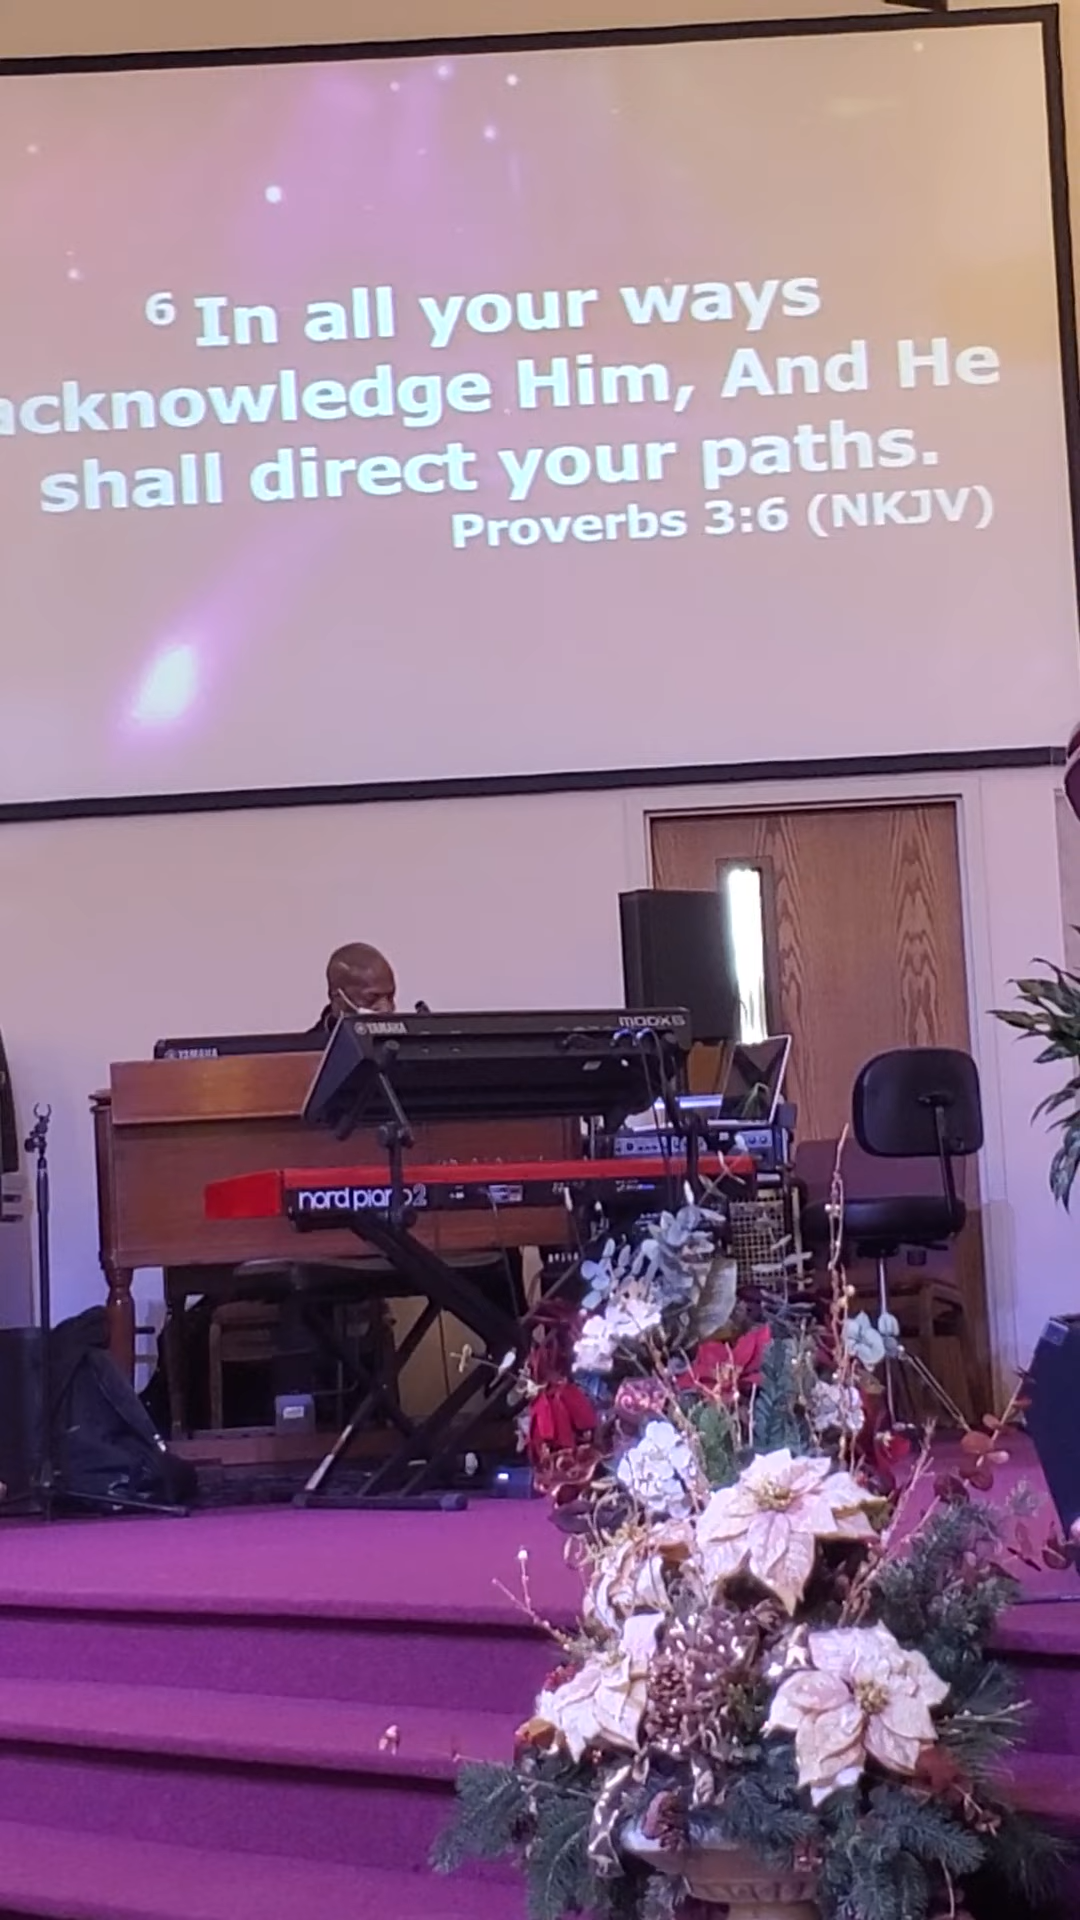 6 In all your ways
acknowledge Him, And He
shall direct your paths.
Proverbs 3:6 (NKJV)
YAMAHA MODX6
YAMAHA
nord piano 2